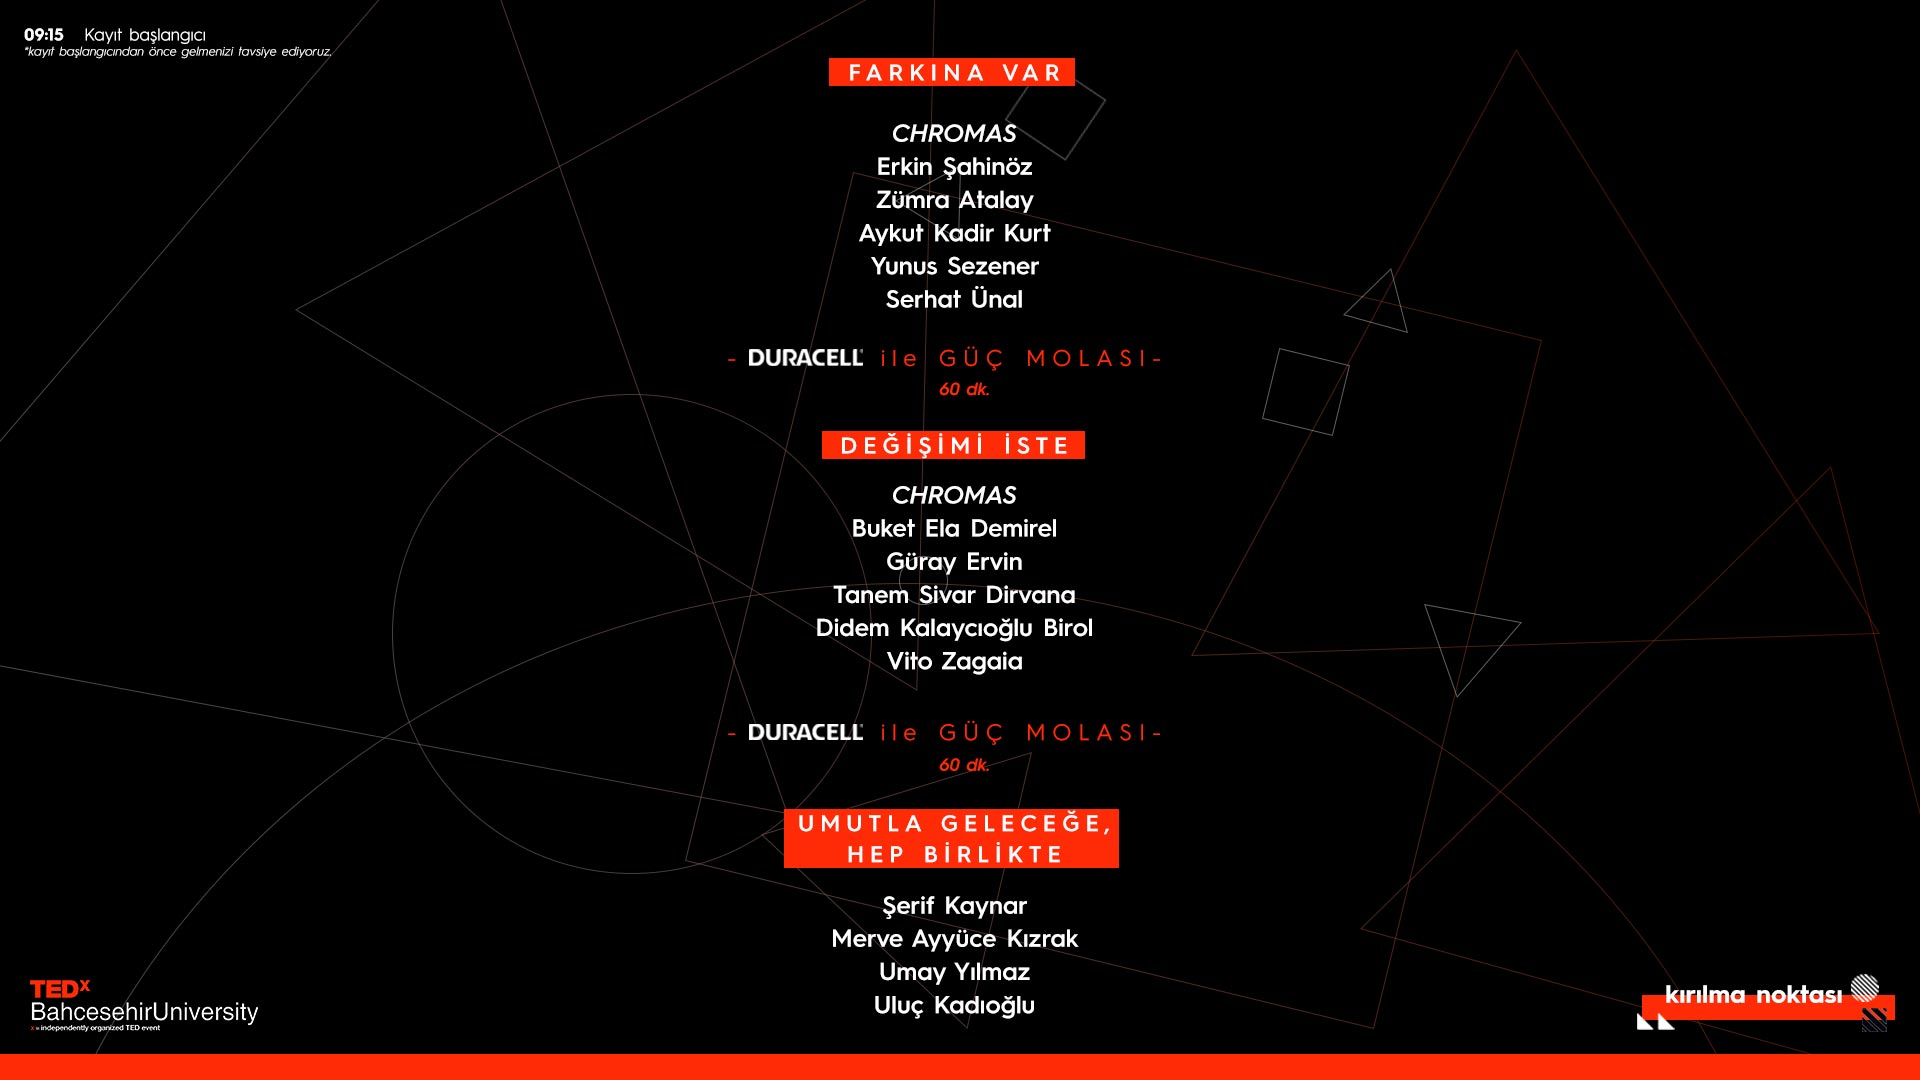 09:15 Kayıt başlangıcı
*kayıt başlangıcından önce gelmenizi tavsiye ediyoruz.
FARKINA VAR
CHROMAS
Erkin Şahinöz
Zümra Atalay
Aykut Kadir Kurt
Yunus Sezener
Serhat Ünal
- DURACELL ile GÜÇ MOLASI-
60 dk.
DEĞİŞİMİ İSTE
CHROMAS
Buket Ela Demirel
Güray Ervin
Tanem Sivar Dirvana
Didem Kalaycıoğlu Birol
Vito Zagaia
- DURACELL ile GÜÇ MOLASI-
60 dk.
UMUTLA GELECEĞE,
HEP BİRLİKTE
Şerif Kaynar
Merve Ayyüce Kızrak
Umay Yılmaz
Uluç Kadıoğlu
TEDx
BahcesehirUniversity
x = independently organized TED event
kırılma noktası